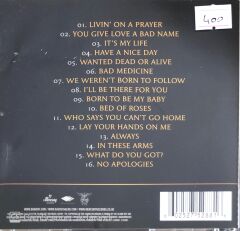 400
01. LIVIN' ON A PRAYER
02. YOU GIVE LOVE A BAD NAME
03. IT'S MY LIFE
04. HAVE A NICE DAY
05. WANTED DEAD OR ALIVE
06. BAD MEDICINE
07. WE WEREN'T BORN TO FOLLOW
08. I'LL BE THERE FOR YOU
09. BORN TO BE MY BABY
10. BED OF ROSES
11. WHO SAYS YOU CAN'T GO HOME
12. LAY YOUR HANDS ON ME
13. ALWAYS
14. IN THESE ARMS
15. WHAT DO YOU GOT?
16. NO APOLOGIES